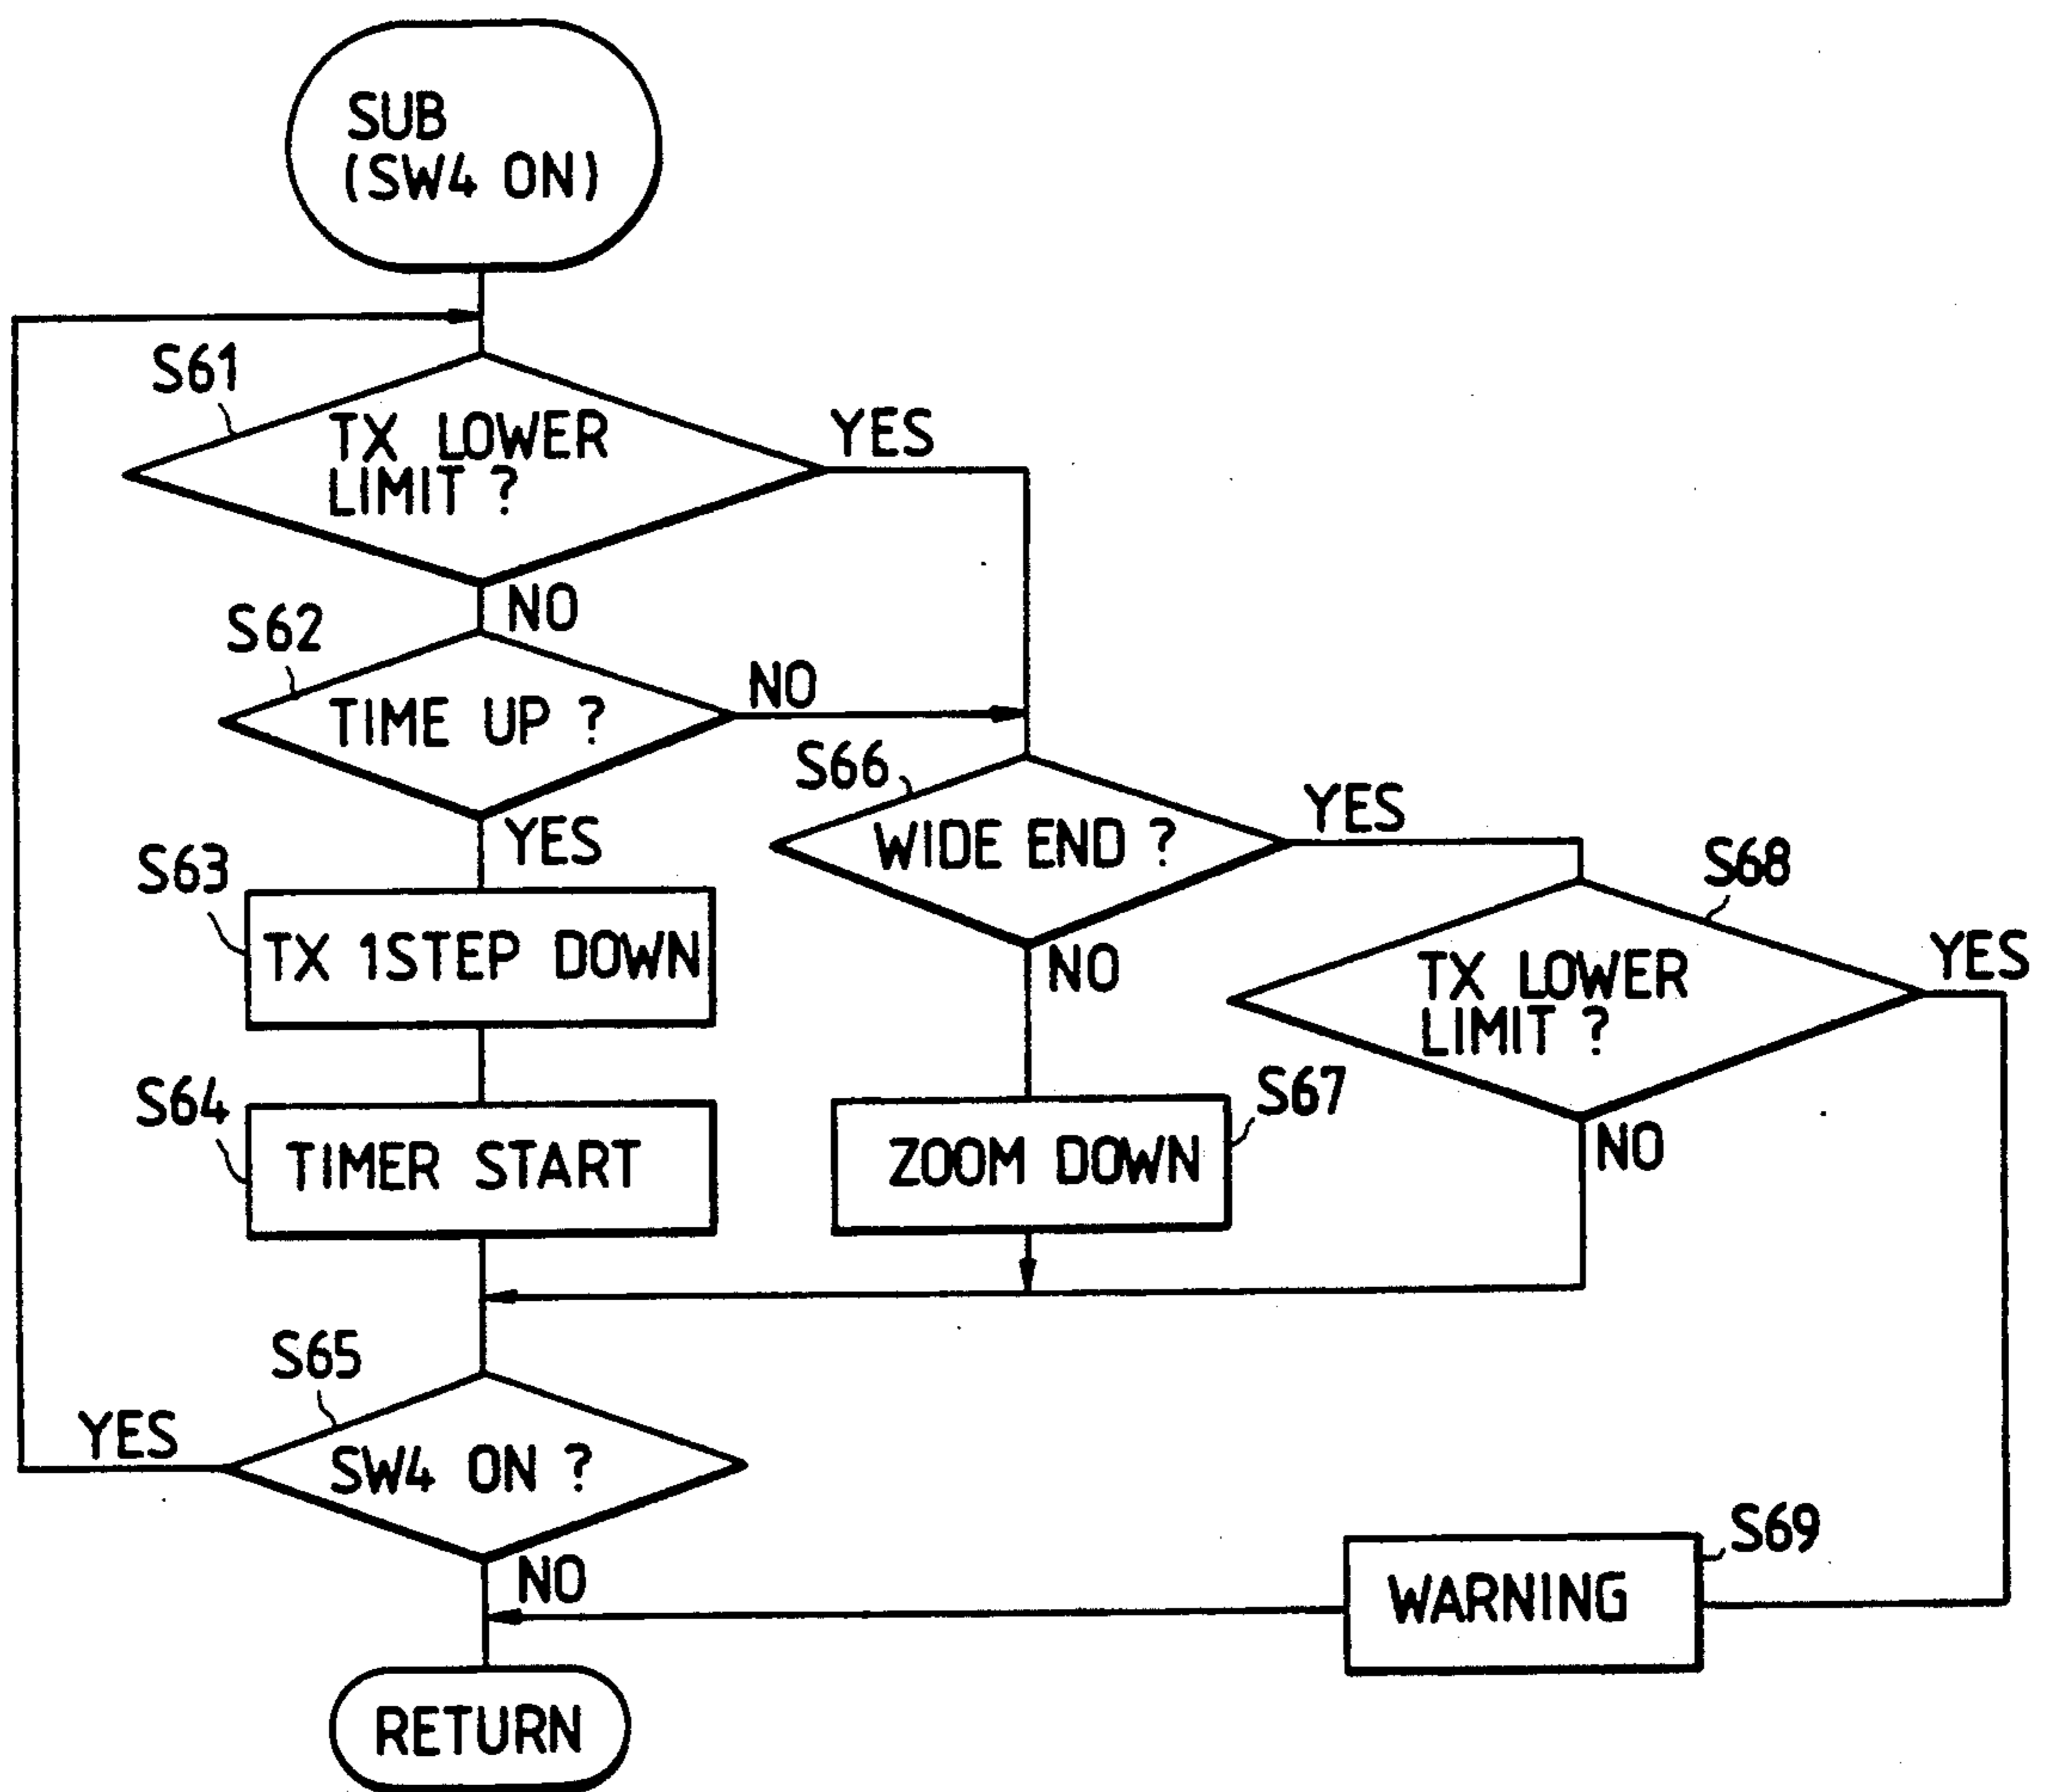 SUB
(SW4 ON)
S61
TX LOWER
LIMIT ?
YES
NO
S62
TIME UP ?
NO
YES
S66
WIDE END ?
YES
NO
S63
TX 1STEP DOWN
S68
TX LOWER
LIMIT ?
YES
NO
S64
TIMER START
S67
ZOOM DOWN
S65
SW4 ON ?
YES
NO
S69
WARNING
RETURN